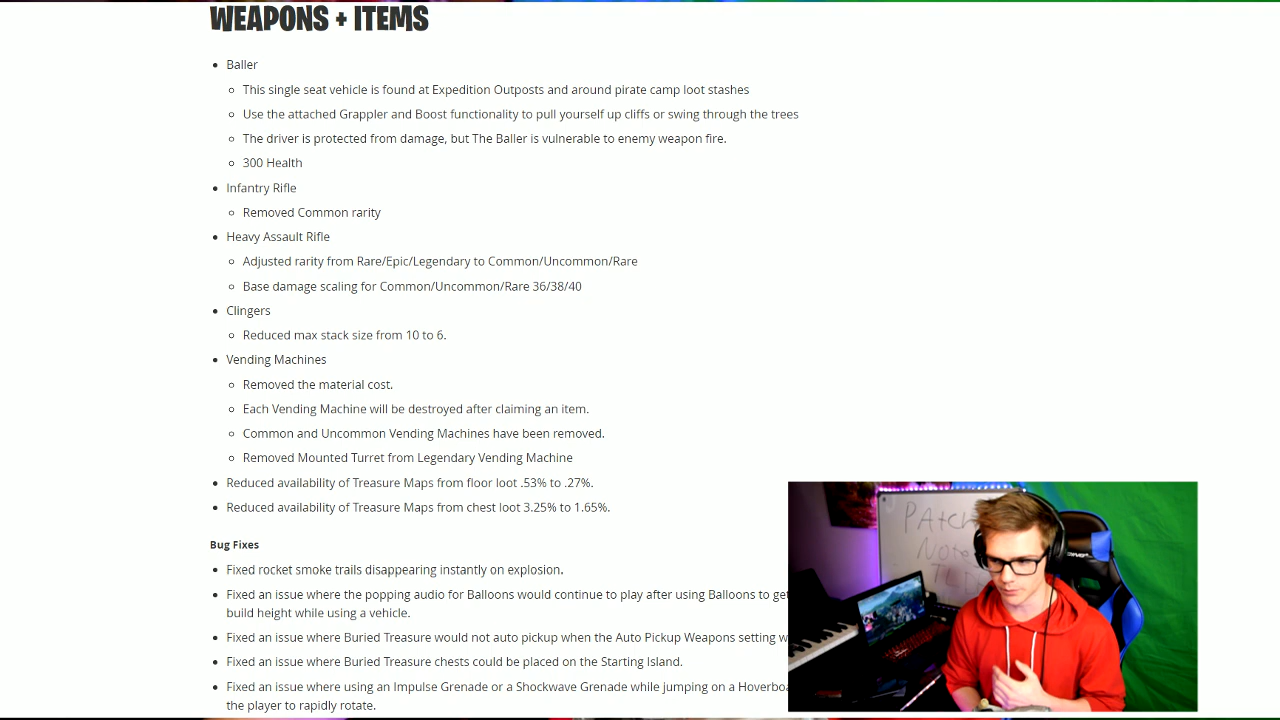 WEAPONS + ITEMS
Baller
This single seat vehicle is found at Expedition Outposts and around pirate camp loot stashes
Use the attached Grappler and Boost functionality to pull yourself up cliffs or swing through the trees
The driver is protected from damage, but The Baller is vulnerable to enemy weapon fire.
300 Health
Infantry Rifle
Removed Common rarity
Heavy Assault Rifle
Adjusted rarity from Rare/Epic/Legendary to Common/Uncommon/Rare
Base damage scaling for Common/Uncommon/Rare 36/38/40
Clingers
Reduced max stack size from 10 to 6.
Vending Machines
Removed the material cost.
Each Vending Machine will be destroyed after claiming an item.
Common and Uncommon Vending Machines have been removed.
Removed Mounted Turret from Legendary Vending Machine
Reduced availability of Treasure Maps from floor loot .53% to .27%.
Reduced availability of Treasure Maps from chest loot 3.25% to 1.65%.
Bug Fixes
Fixed rocket smoke trails disappearing instantly on explosion.
Fixed an issue where the popping audio for Balloons would continue to play after using Balloons to get
build height while using a vehicle.
Fixed an issue where Buried Treasure would not auto pickup when the Auto Pickup Weapons setting
Fixed an issue where Buried Treasure chests could be placed on the Starting Island.
Fixed an issue where using an Impulse Grenade or a Shockwave Grenade while jumping on a
the player to rapidly rotate.
PAtch
Note